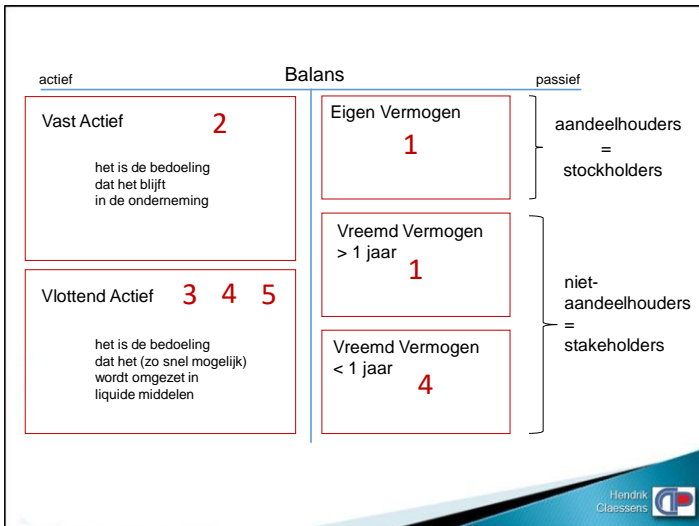 Balans
actief
passief
Vast Actief 2
het is de bedoeling
dat het blijft
in de onderneming
Vlottend Actief 3 4 5
het is de bedoeling
dat het (zo snel mogelijk)
wordt omgezet in
liquide middelen
Eigen Vermogen
1
Vreemd Vermogen
> 1 jaar
1
Vreemd Vermogen
< 1 jaar
4
aandeelhouders
=
stockholders
niet-
aandeelhouders
=
stakeholders
Hendrik
Claessens